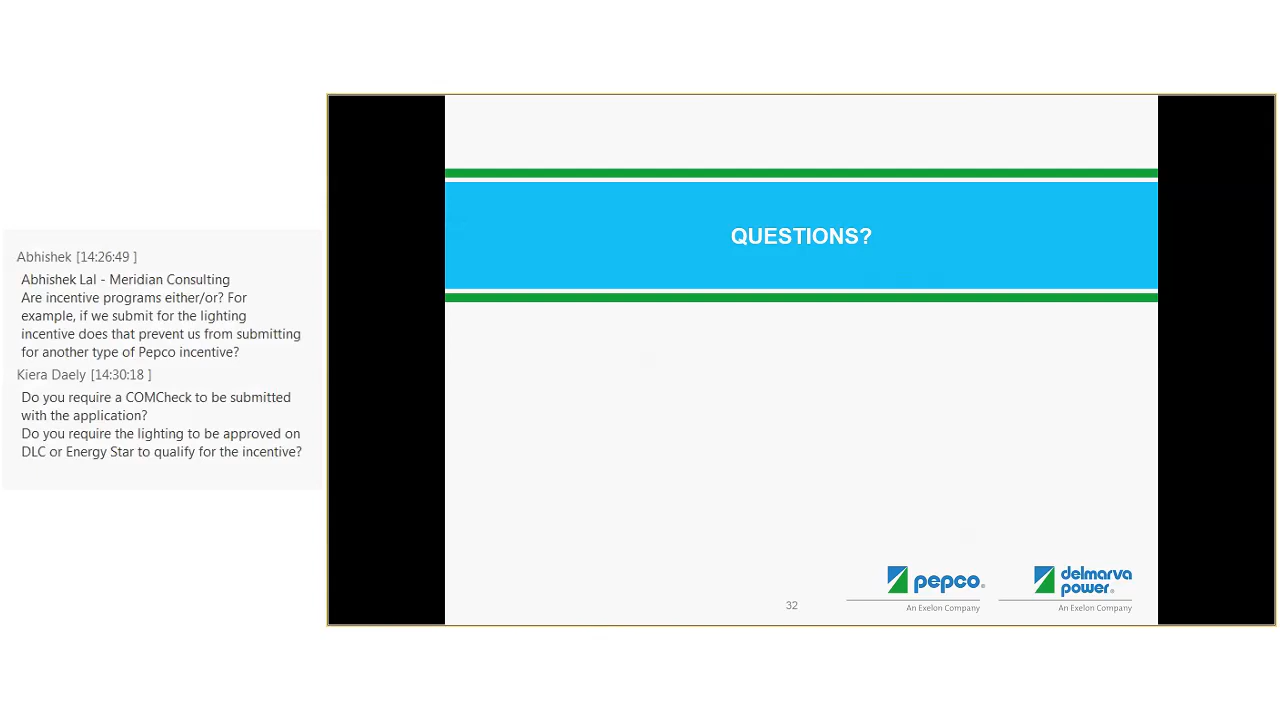 Abhishek [14:26:49 ]
Abhishek Lal - Meridian Consulting
Are incentive programs either/or? For
example, if we submit for the lighting
incentive does that prevent us from submitting
for another type of Pepco incentive?
Kiera Daely [14:30:18 ]
Do you require a COMCheck to be submitted
with the application?
Do you require the lighting to be approved on
DLC or Energy Star to qualify for the incentive?
QUESTIONS?
32
pepco®
An Exelon Company
delmarva
power®
An Exelon Company